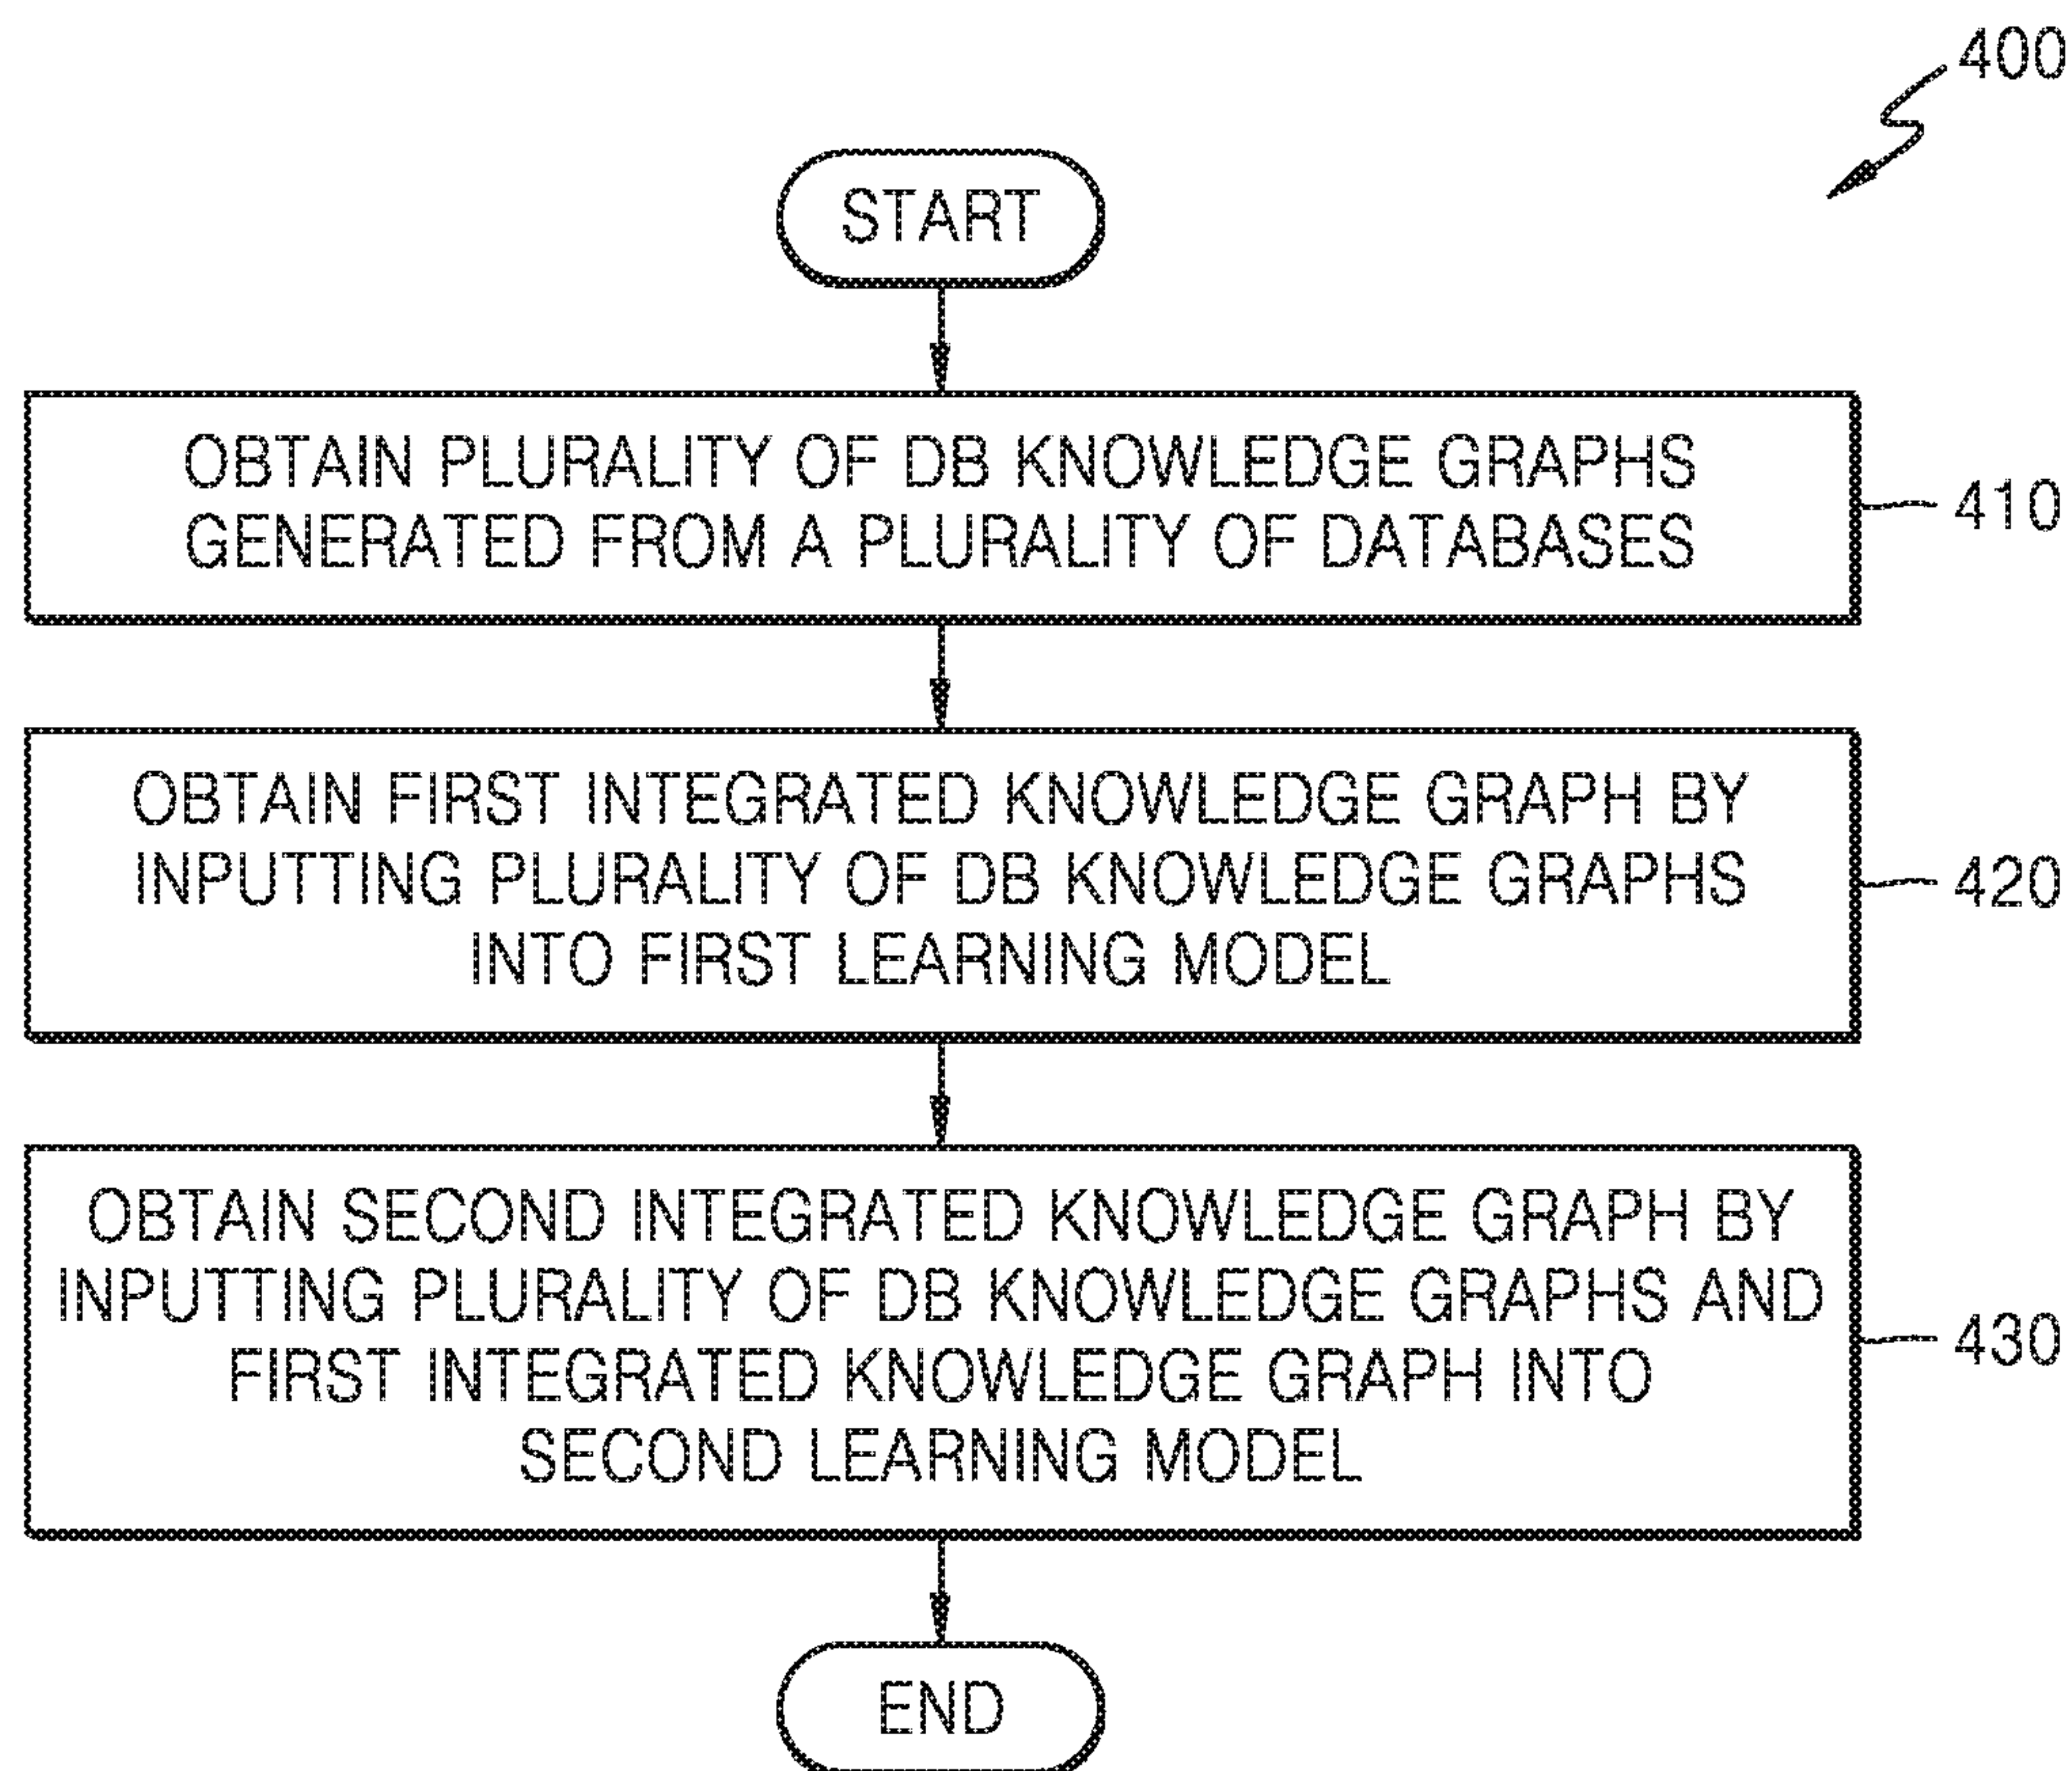 400
START
OBTAIN PLURALITY OF DB KNOWLEDGE GRAPHS
GENERATED FROM A PLURALITY OF DATABASES
410
OBTAIN FIRST INTEGRATED KNOWLEDGE GRAPH BY
INPUTTING PLURALITY OF DB KNOWLEDGE GRAPHS
INTO FIRST LEARNING MODEL
420
OBTAIN SECOND INTEGRATED KNOWLEDGE GRAPH BY
INPUTTING PLURALITY OF DB KNOWLEDGE GRAPHS AND
FIRST INTEGRATED KNOWLEDGE GRAPH INTO
SECOND LEARNING MODEL
430
END